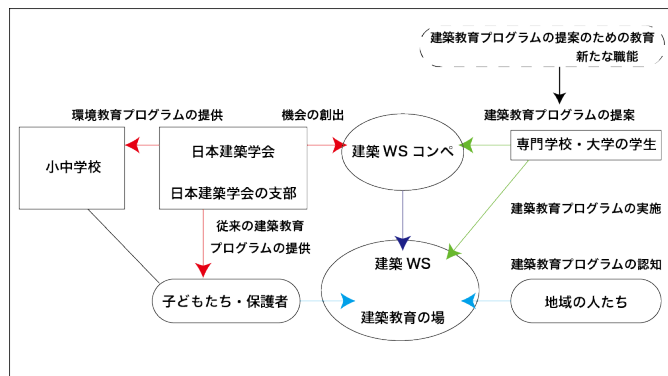 建築教育プログラムの提案のための教育
新たな職能
環境教育プログラムの提供
機会の創出
建築教育プログラムの提案
小中学校
日本建築学会
日本建築学会の支部
建築 WS コンペ
専門学校・大学の学生
従来の建築教育
プログラムの提供
建築教育プログラムの実施
建築 WS
建築教育の場
建築教育プログラムの認知
子どもたち・保護者
地域の人たち